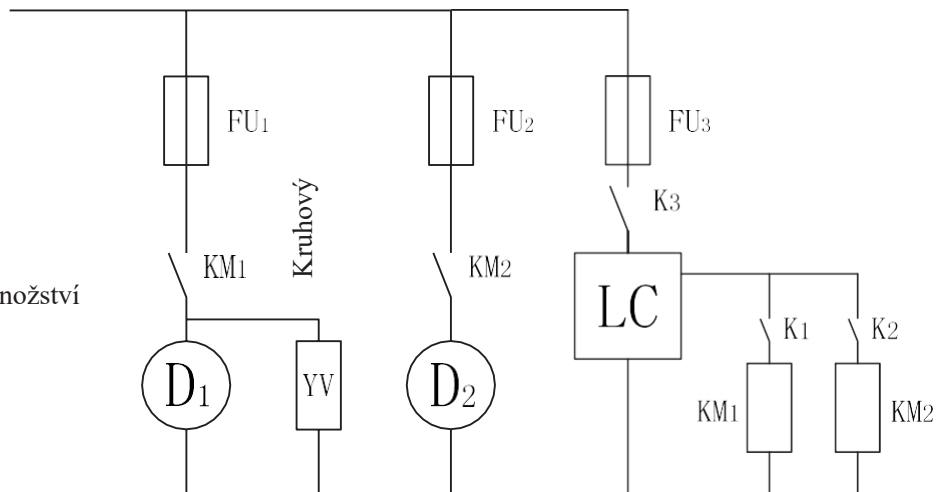 FU1
FU2
FU3
Kruhový
K3
KM1
KM2
nožství
LC
K1
K2
D1
YV
D2
KM1
KM2